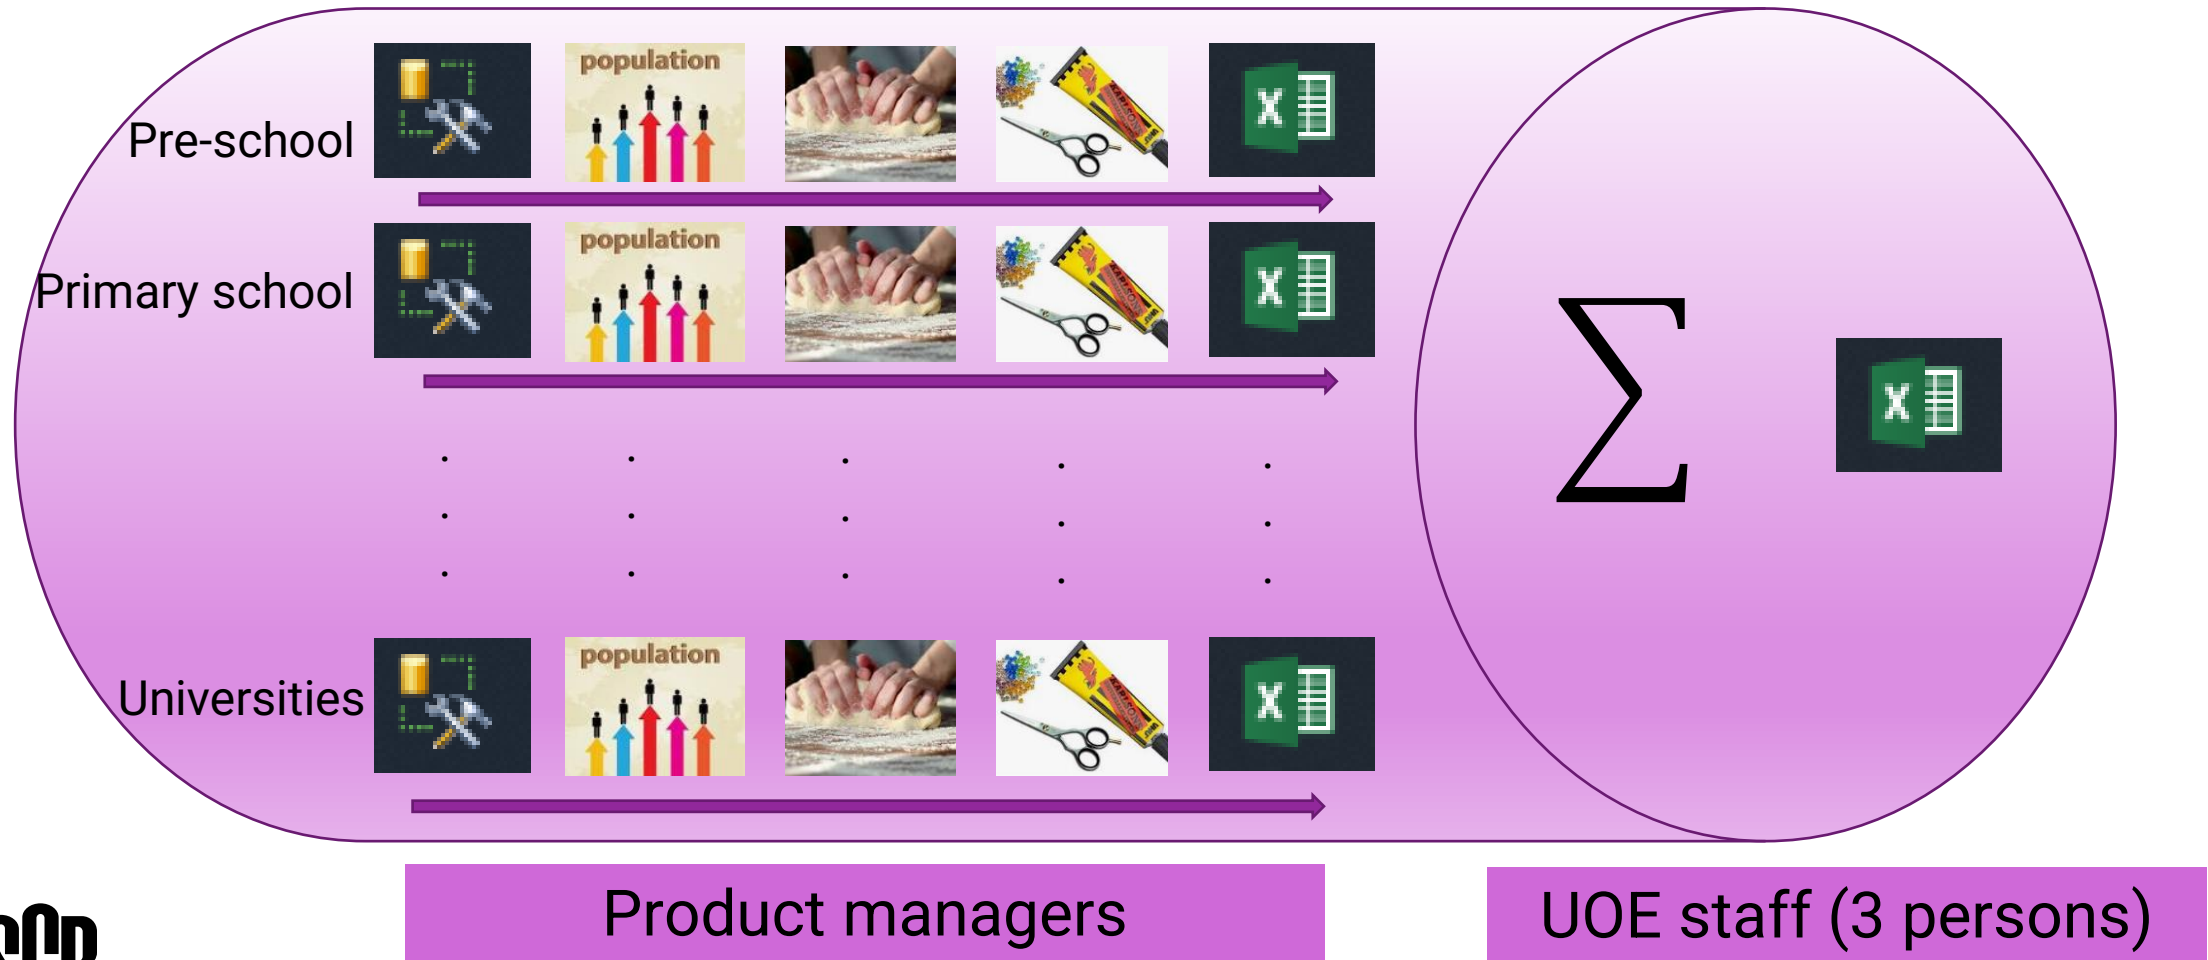 Pre-school
population
Primary school
population
Universities
population
Σ
Product managers
UOE staff (3 persons)